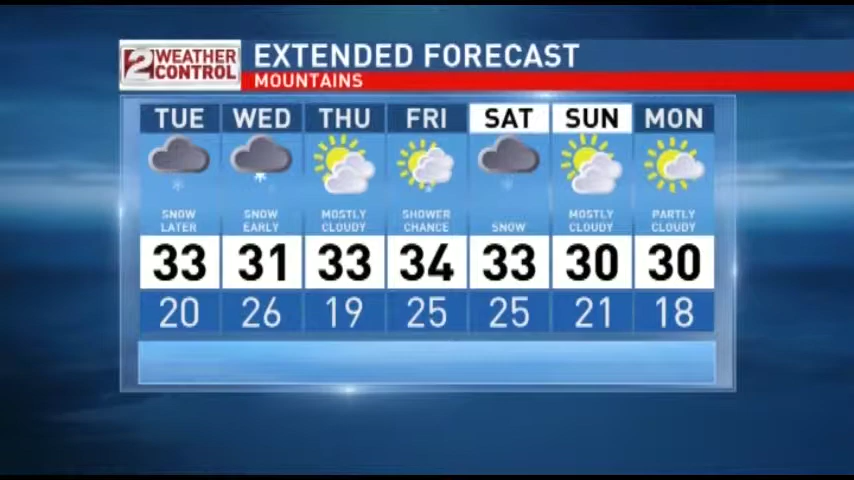 2 WEATHER CONTROL
EXTENDED FORECAST
MOUNTAINS
TUE WED THU FRI SAT SUN MON
SNOW LATER SNOW EARLY MOSTLY CLOUDY SHOWER CHANCE SNOW MOSTLY CLOUDY PARTLY CLOUDY
33 31 33 34 33 30 30
20 26 19 25 25 21 18